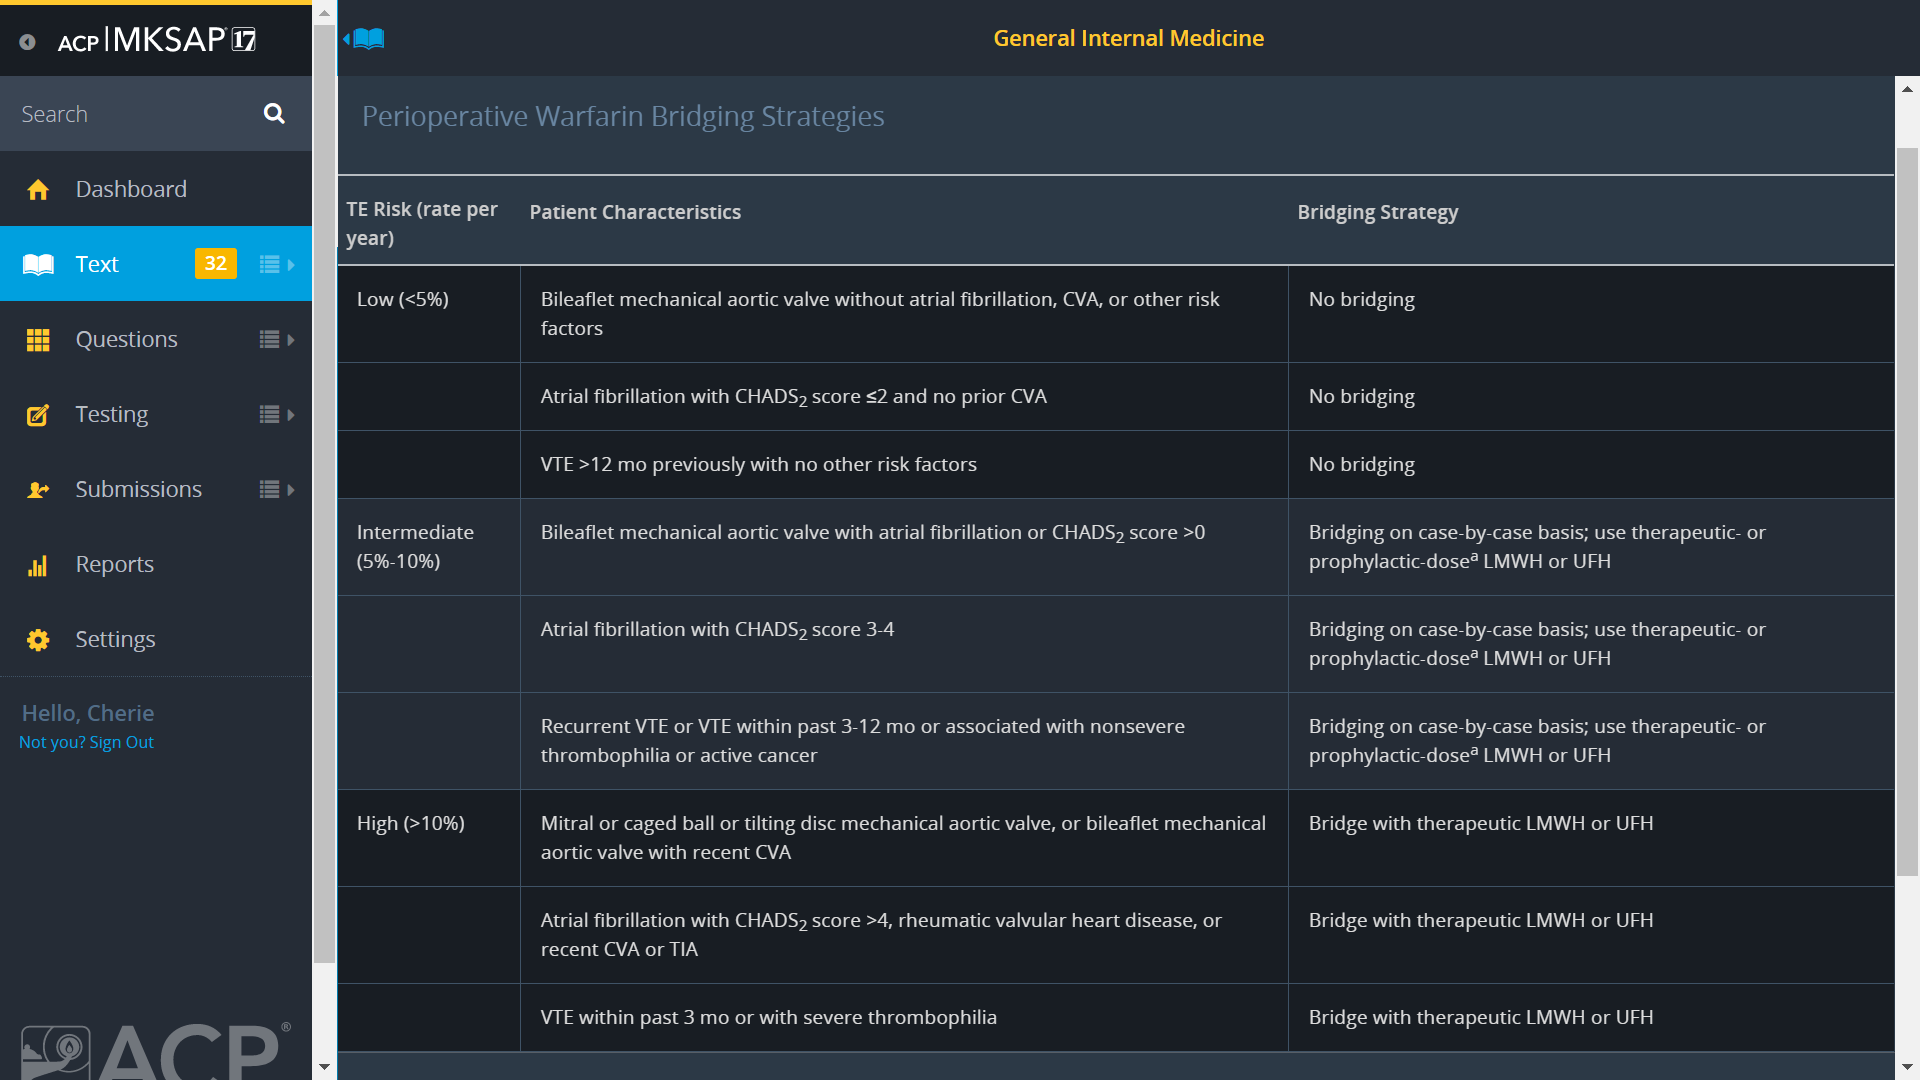 ACP | MKSAP® 17
Search
Dashboard
Text 32
Questions
Testing
Submissions
Reports
Settings
Hello, Cherie
Not you? Sign Out
ACP®
General Internal Medicine
Perioperative Warfarin Bridging Strategies
TE Risk (rate per
year)
Patient Characteristics
Bridging Strategy
Low (<5%)
Bileaflet mechanical aortic valve without atrial fibrillation, CVA, or other risk
factors
No bridging
Atrial fibrillation with CHADS₂ score ≤2 and no prior CVA
No bridging
VTE >12 mo previously with no other risk factors
No bridging
Intermediate
(5%-10%)
Bileaflet mechanical aortic valve with atrial fibrillation or CHADS₂ score >0
Bridging on case-by-case basis; use therapeutic- or
prophylactic-doseᵃ LMWH or UFH
Atrial fibrillation with CHADS₂ score 3-4
Bridging on case-by-case basis; use therapeutic- or
prophylactic-doseᵃ LMWH or UFH
Recurrent VTE or VTE within past 3-12 mo or associated with nonsevere
thrombophilia or active cancer
Bridging on case-by-case basis; use therapeutic- or
prophylactic-doseᵃ LMWH or UFH
High (>10%)
Mitral or caged ball or tilting disc mechanical aortic valve, or bileaflet mechanical
aortic valve with recent CVA
Bridge with therapeutic LMWH or UFH
Atrial fibrillation with CHADS₂ score >4, rheumatic valvular heart disease, or
recent CVA or TIA
Bridge with therapeutic LMWH or UFH
VTE within past 3 mo or with severe thrombophilia
Bridge with therapeutic LMWH or UFH